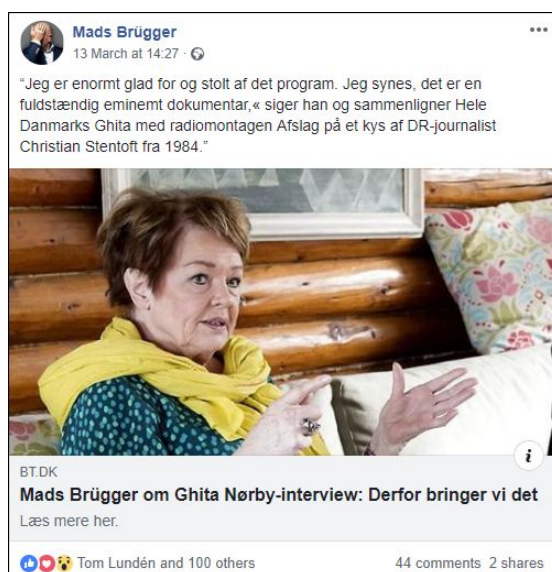 Mads Brügger
13 March at 14:27 ·
“Jeg er enormt glad for og stolt af det program. Jeg synes, det er en
fuldstændig eminemt dokumentar,« siger han og sammenligner Hele
Danmarks Ghita med radiomontagen Afslag på et kys af DR-journalist
Christian Stentoft fra 1984.”
i
BT.DK
Mads Brügger om Ghita Nørby-interview: Derfor bringer vi det
Læs mere her.
Tom Lundén and 100 others 44 comments 2 shares